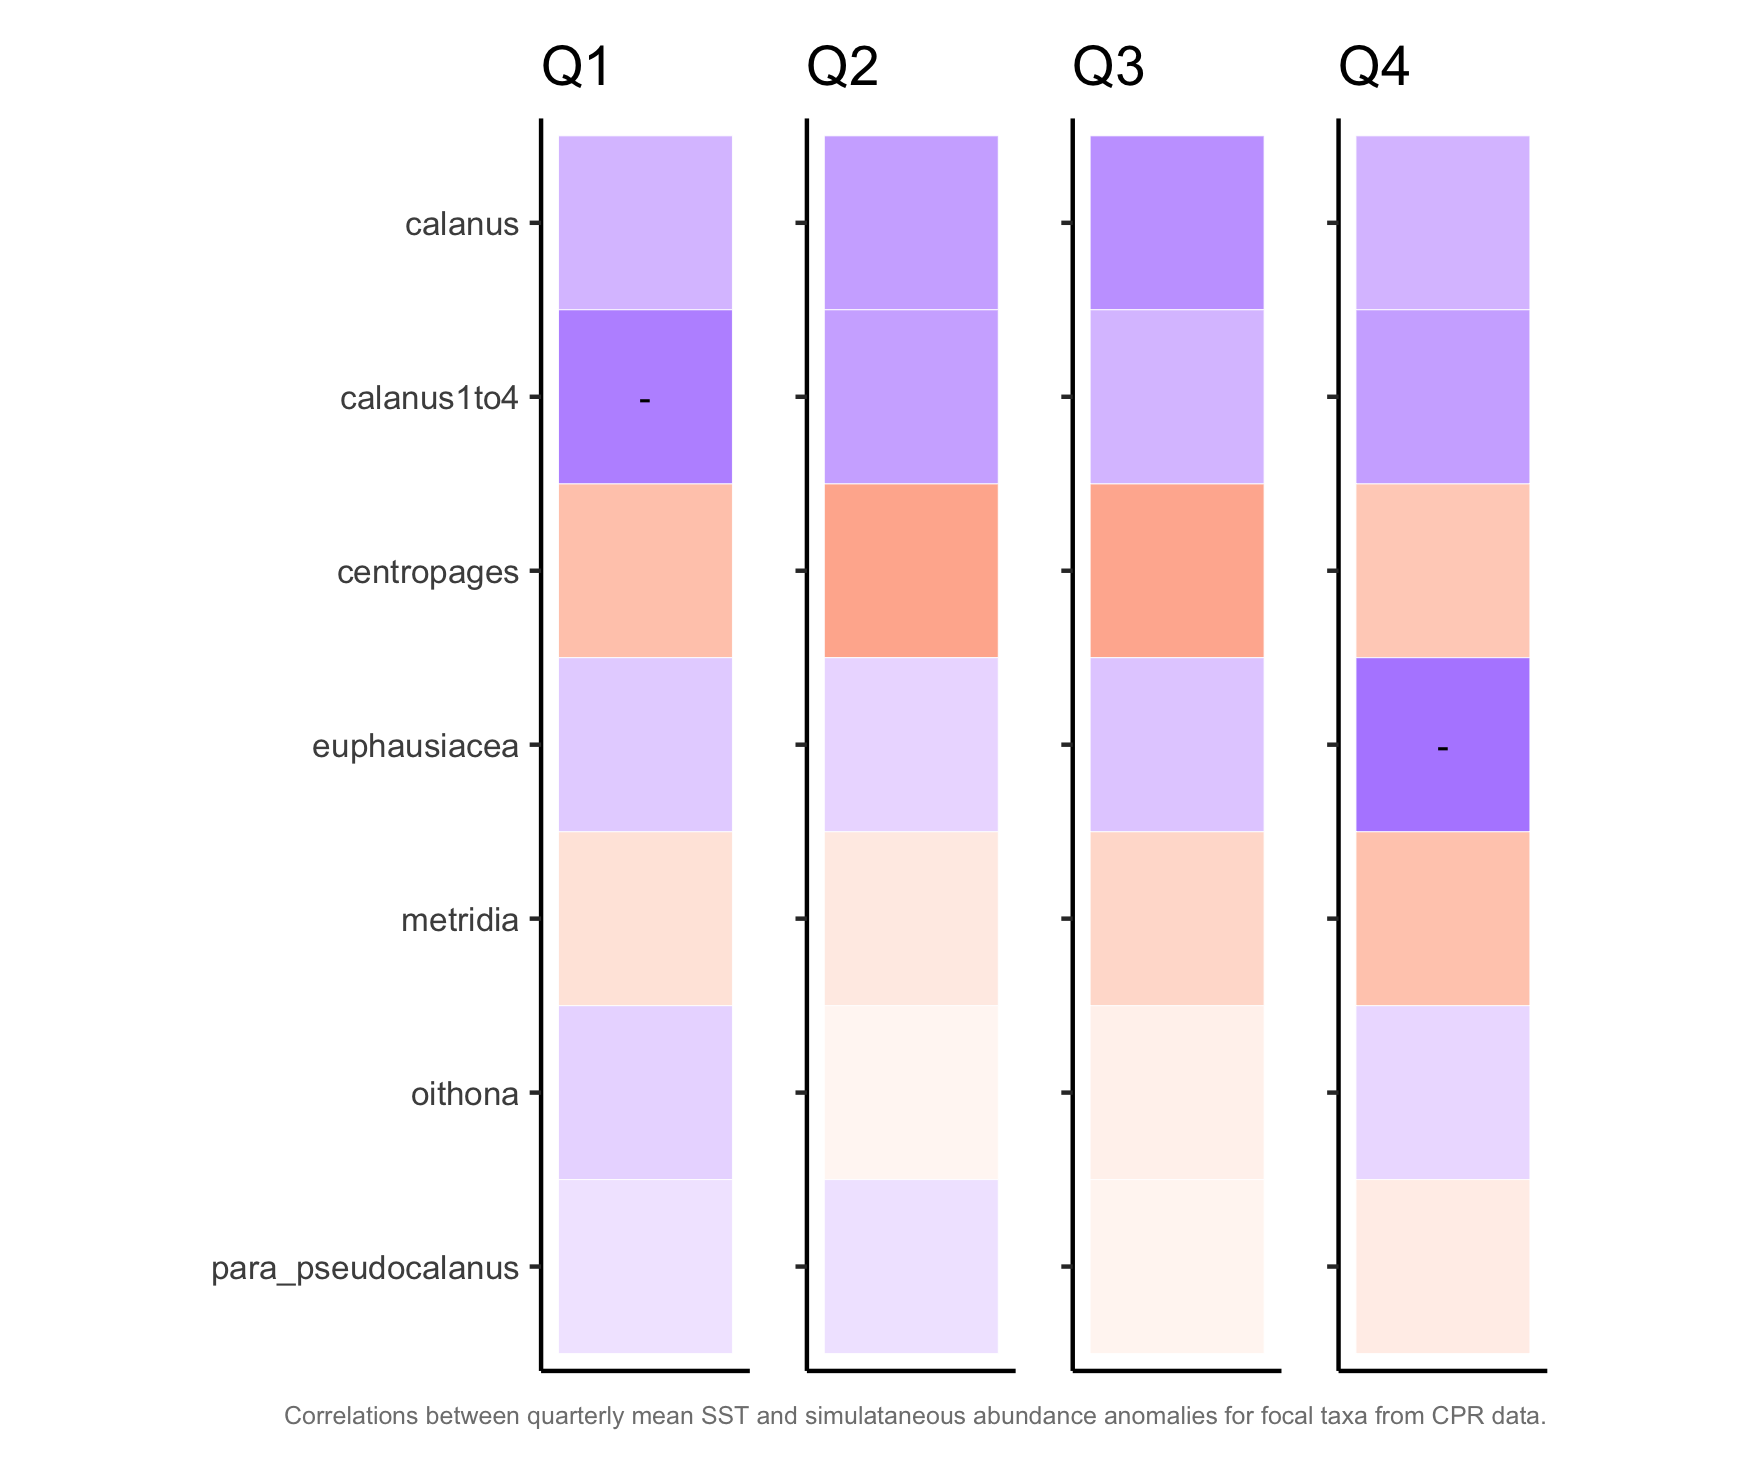 Q1 Q2 Q3 Q4
calanus
calanus1to4 -
centropages
euphausiacea -
metridia
oithona
para_pseudocalanus
Correlations between quarterly mean SST and simulataneous abundance anomalies for focal taxa from CPR data.